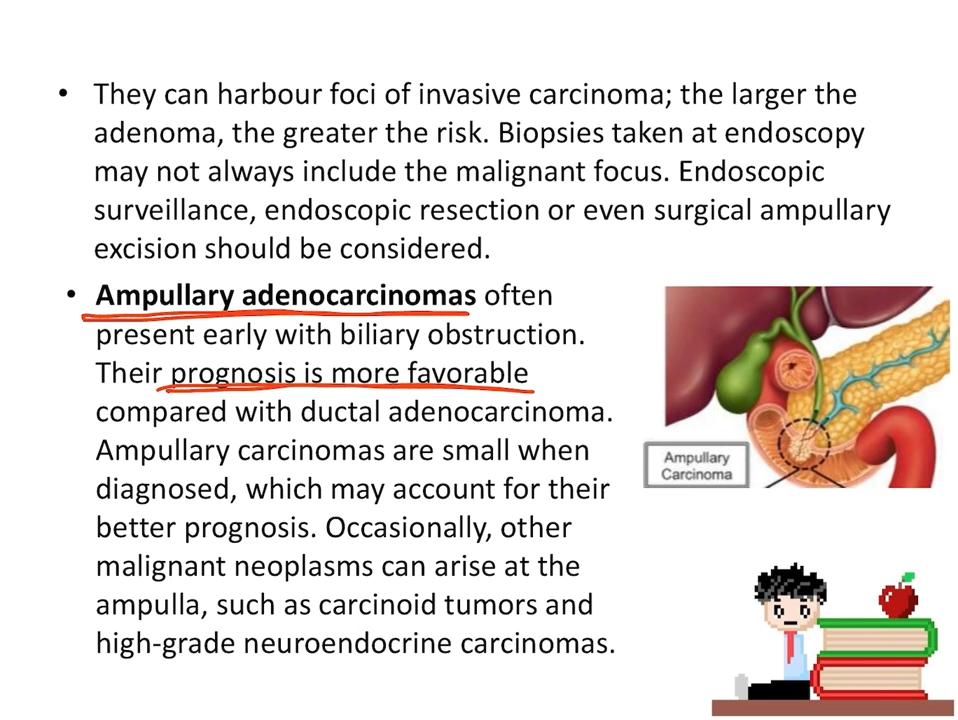 • They can harbour foci of invasive carcinoma; the larger the
adenoma, the greater the risk. Biopsies taken at endoscopy
may not always include the malignant focus. Endoscopic
surveillance, endoscopic resection or even surgical ampullary
excision should be considered.
• Ampullary adenocarcinomas often
present early with biliary obstruction.
Their prognosis is more favorable
compared with ductal adenocarcinoma.
Ampullary carcinomas are small when
diagnosed, which may account for their
better prognosis. Occasionally, other
malignant neoplasms can arise at the
ampulla, such as carcinoid tumors and
high-grade neuroendocrine carcinomas.
Ampullary
Carcinoma